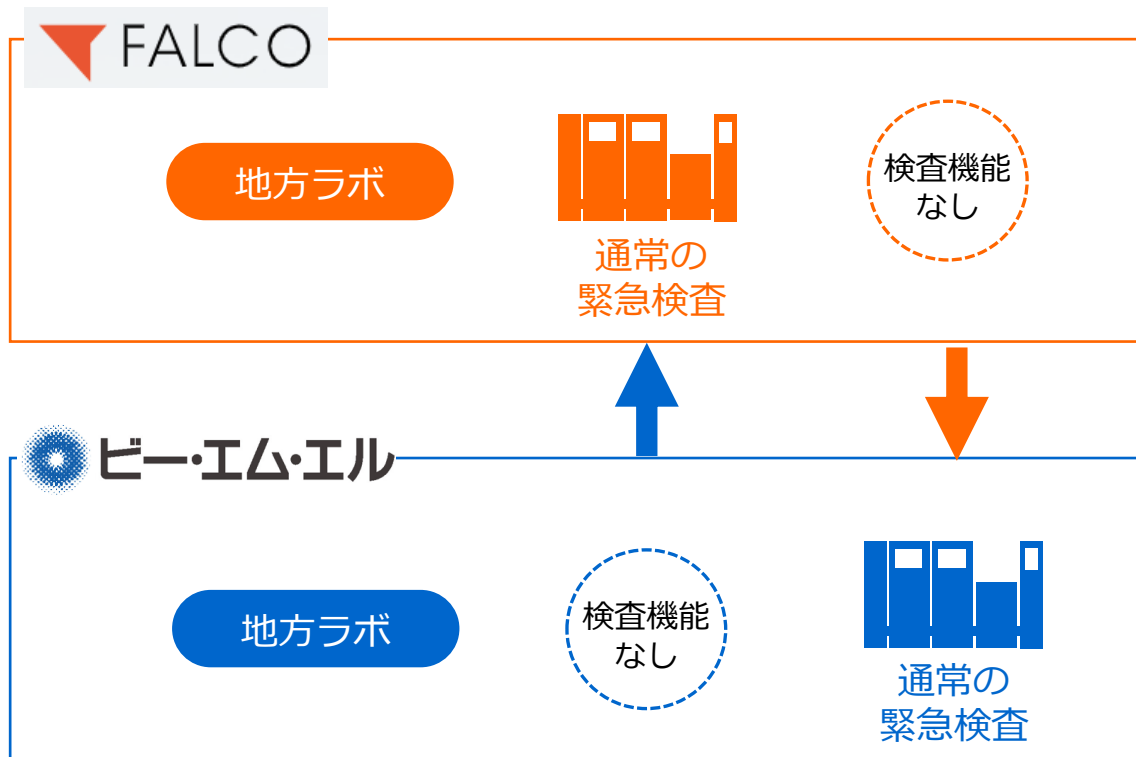 FALCO
地方ラボ
通常の
緊急検査
検査機能
なし
ビー・エム・エル
地方ラボ
検査機能
なし
通常の
緊急検査